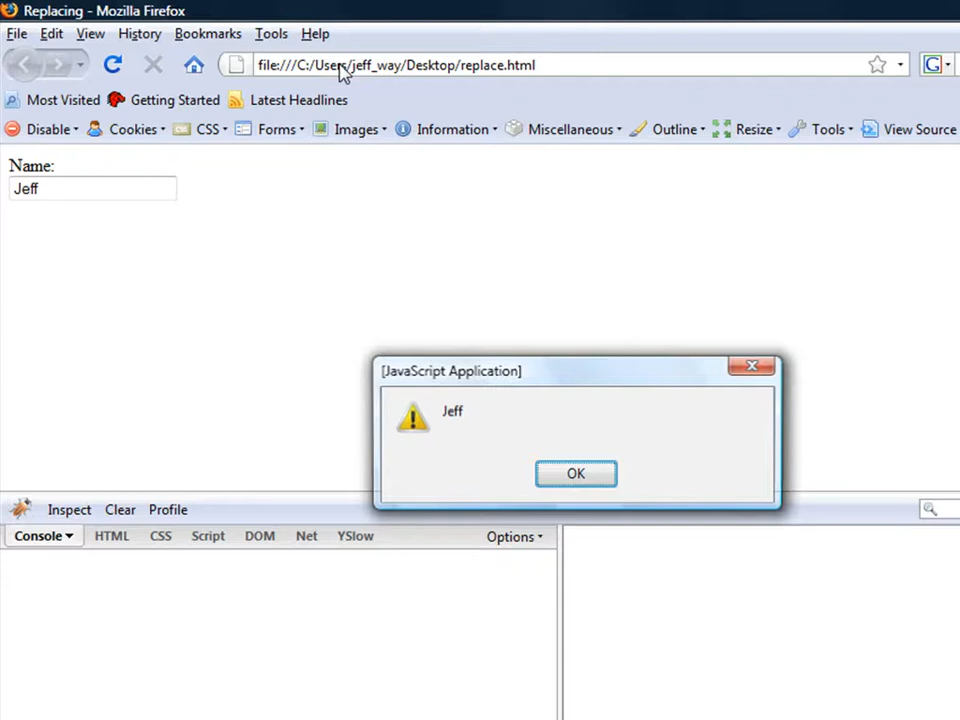 Replacing - Mozilla Firefox
File Edit View History Bookmarks Tools Help
file:///C:/Users/jeff_way/Desktop/replace.html G
Most Visited Getting Started Latest Headlines
Disable Cookies CSS Forms Images Information Miscellaneous Outline Resize Tools View Source
Name:
Jeff
[JavaScript Application]
Jeff
OK
Inspect Clear Profile
Console HTML CSS Script DOM Net YSlow Options